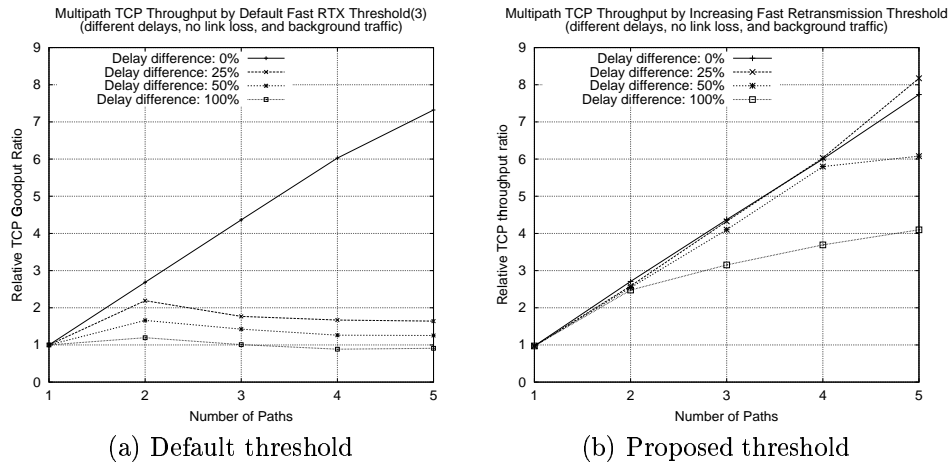 Multipath TCP Throughput by Default Fast RTX Threshold(3)
(different delays, no link loss, and background traffic)
9
8
7
6
5
4
3
2
1
0
Relative TCP Goodput Ratio
Delay difference: 0%
Delay difference: 25%
Delay difference: 50%
Delay difference: 100%
1 2 3 4 5
Number of Paths
(a) Default threshold
Multipath TCP Throughput by Increasing Fast Retransmission Threshold
(different delays, no link loss, and background traffic)
9
8
7
6
5
4
3
2
1
0
Relative TCP throughput ratio
Delay difference: 0%
Delay difference: 25%
Delay difference: 50%
Delay difference: 100%
1 2 3 4 5
Number of Paths
(b) Proposed threshold